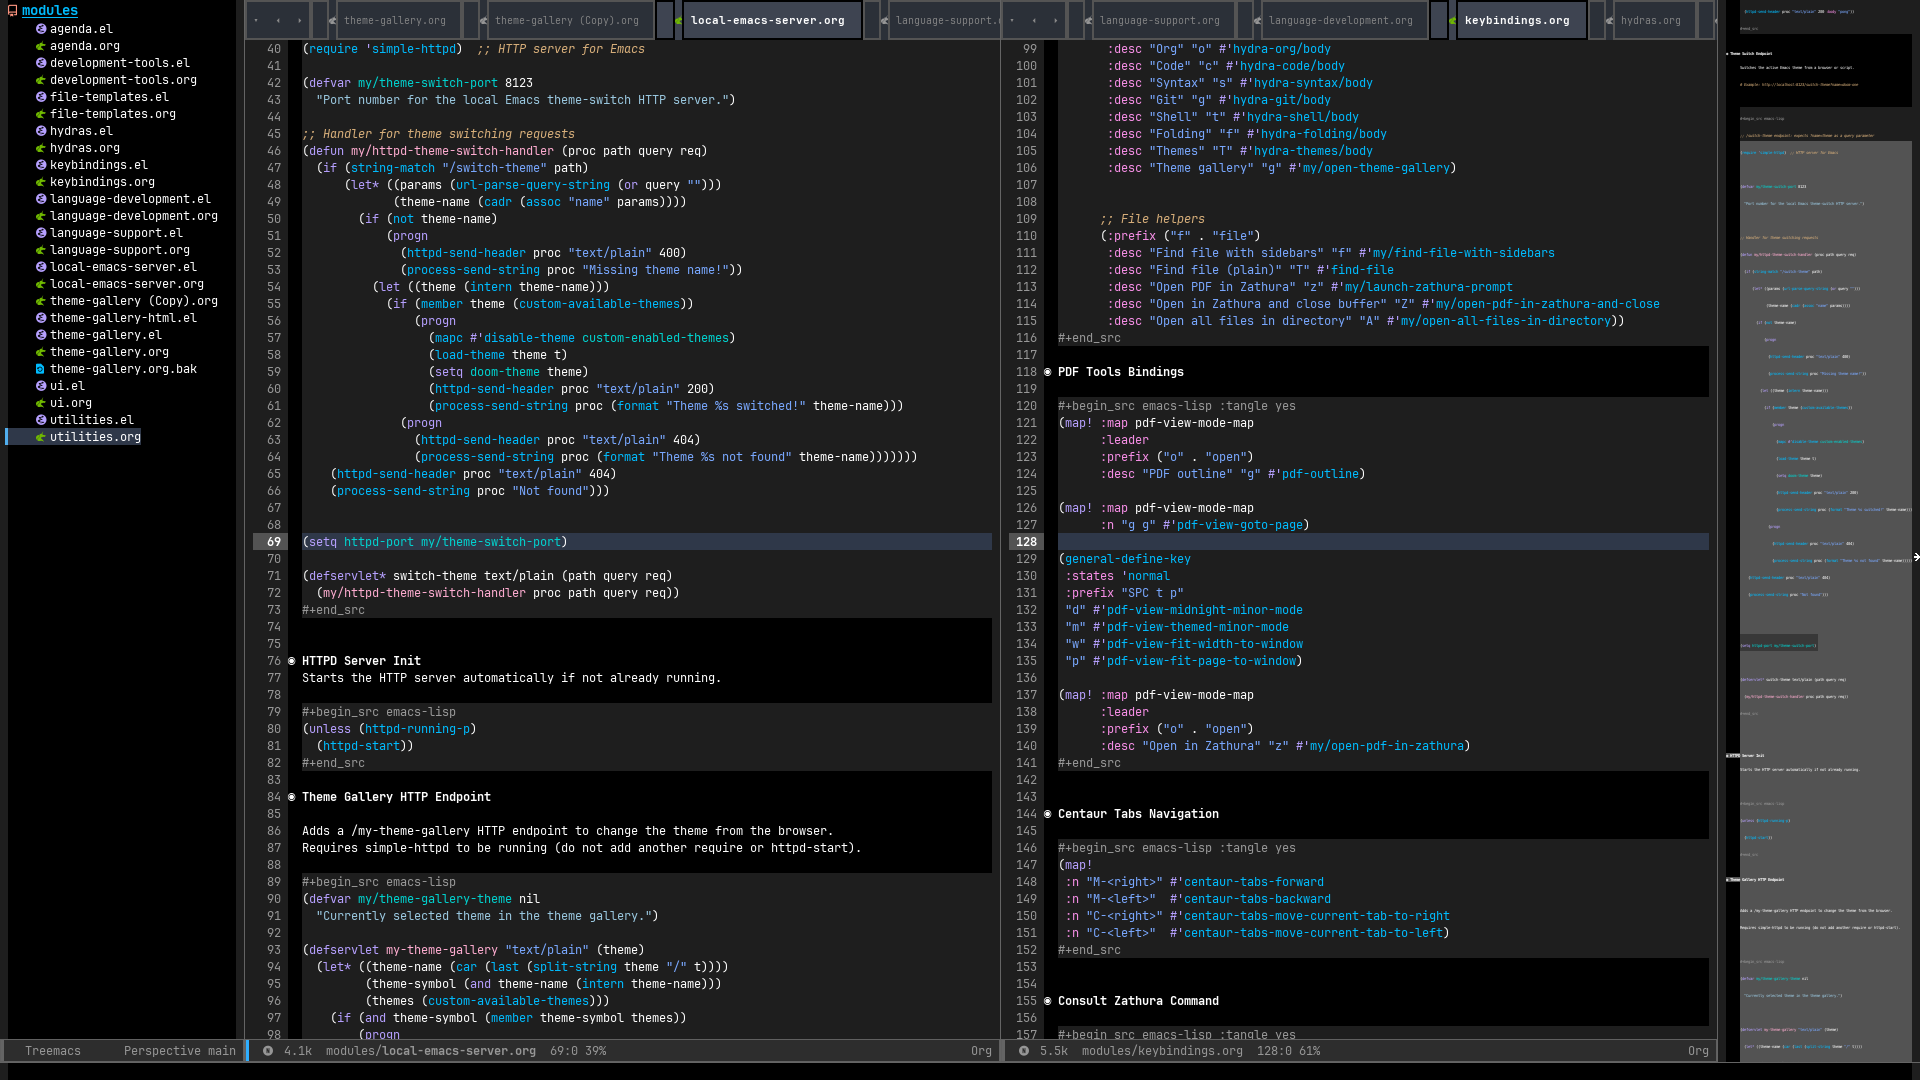 modules
agenda.el
agenda.org
development-tools.el
development-tools.org
file-templates.el
file-templates.org
hydras.el
hydras.org
keybindings.el
keybindings.org
language-development.el
language-development.org
language-support.el
language-support.org
local-emacs-server.el
local-emacs-server.org
theme-gallery (Copy).org
theme-gallery-html.el
theme-gallery.el
theme-gallery.org
theme-gallery.org.bak
ui.el
ui.org
utilities.el
utilities.org
Treemacs Perspective main
theme-gallery.org theme-gallery (Copy).org local-emacs-server.org language-support.
40 (require 'simple-httpd)  ;; HTTP server for Emacs
41
42 (defvar my/theme-switch-port 8123
43   "Port number for the local Emacs theme-switch HTTP server.")
44
45 ;; Handler for theme switching requests
46 (defun my/httpd-theme-switch-handler (proc path query req)
47   (if (string-match "/switch-theme" path)
48       (let* ((params (url-parse-query-string (or query "")))
49              (theme-name (cadr (assoc "name" params))))
50         (if (not theme-name)
51             (progn
52               (httpd-send-header proc "text/plain" 400)
53               (process-send-string proc "Missing theme name!"))
54           (let ((theme (intern theme-name)))
55             (if (member theme (custom-available-themes))
56                 (progn
57                   (mapc #'disable-theme custom-enabled-themes)
58                   (load-theme theme t)
59                   (setq doom-theme theme)
60                   (httpd-send-header proc "text/plain" 200)
61                   (process-send-string proc (format "Theme %s switched!" theme-name)))
62               (progn
63                 (httpd-send-header proc "text/plain" 404)
64                 (process-send-string proc (format "Theme %s not found" theme-name)))))))
65     (httpd-send-header proc "text/plain" 404)
66     (process-send-string proc "Not found")))
67
68
69 (setq httpd-port my/theme-switch-port)
70
71 (defservlet* switch-theme text/plain (path query req)
72   (my/httpd-theme-switch-handler proc path query req))
73 #+end_src
74
75
76 ◉ HTTPD Server Init
77 Starts the HTTP server automatically if not already running.
78
79 #+begin_src emacs-lisp
80 (unless (httpd-running-p)
81   (httpd-start))
82 #+end_src
83
84 ◉ Theme Gallery HTTP Endpoint
85
86 Adds a /my-theme-gallery HTTP endpoint to change the theme from the browser.
87 Requires simple-httpd to be running (do not add another require or httpd-start).
88
89 #+begin_src emacs-lisp
90 (defvar my/theme-gallery-theme nil
91   "Currently selected theme in the theme gallery.")
92
93 (defservlet my-theme-gallery "text/plain" (theme)
94   (let* ((theme-name (car (last (split-string theme "/" t))))
95          (theme-symbol (and theme-name (intern theme-name)))
96          (themes (custom-available-themes)))
97     (if (and theme-symbol (member theme-symbol themes))
98         (progn
4.1k modules/local-emacs-server.org 69:0 39% Org
language-support.org language-development.org keybindings.org hydras.org
99        :desc "Org" "o" #'hydra-org/body
100        :desc "Code" "c" #'hydra-code/body
101        :desc "Syntax" "s" #'hydra-syntax/body
102        :desc "Git" "g" #'hydra-git/body
103        :desc "Shell" "t" #'hydra-shell/body
104        :desc "Folding" "f" #'hydra-folding/body
105        :desc "Themes" "T" #'hydra-themes/body
106        :desc "Theme gallery" "g" #'my/open-theme-gallery)
107
108
109       ;; File helpers
110       (:prefix ("f" . "file")
111        :desc "Find file with sidebars" "f" #'my/find-file-with-sidebars
112        :desc "Find file (plain)" "T" #'find-file
113        :desc "Open PDF in Zathura" "z" #'my/launch-zathura-prompt
114        :desc "Open in Zathura and close buffer" "Z" #'my/open-pdf-in-zathura-and-close
115        :desc "Open all files in directory" "A" #'my/open-all-files-in-directory))
116 #+end_src
117
118 ◉ PDF Tools Bindings
119
120 #+begin_src emacs-lisp :tangle yes
121 (map! :map pdf-view-mode-map
122       :leader
123       :prefix ("o" . "open")
124       :desc "PDF outline" "g" #'pdf-outline)
125
126 (map! :map pdf-view-mode-map
127       :n "g g" #'pdf-view-goto-page)
128
129 (general-define-key
130  :states 'normal
131  :prefix "SPC t p"
132  "d" #'pdf-view-midnight-minor-mode
133  "m" #'pdf-view-themed-minor-mode
134  "w" #'pdf-view-fit-width-to-window
135  "p" #'pdf-view-fit-page-to-window)
136
137 (map! :map pdf-view-mode-map
138       :leader
139       :prefix ("o" . "open")
140       :desc "Open in Zathura" "z" #'my/open-pdf-in-zathura)
141 #+end_src
142
143
144 ◉ Centaur Tabs Navigation
145
146 #+begin_src emacs-lisp :tangle yes
147 (map!
148  :n "M-<right>" #'centaur-tabs-forward
149  :n "M-<left>"  #'centaur-tabs-backward
150  :n "C-<right>" #'centaur-tabs-move-current-tab-to-right
151  :n "C-<left>"  #'centaur-tabs-move-current-tab-to-left)
152 #+end_src
153
154
155 ◉ Consult Zathura Command
156
157 #+begin_src emacs-lisp :tangle yes
5.5k modules/keybindings.org 128:0 61% Org